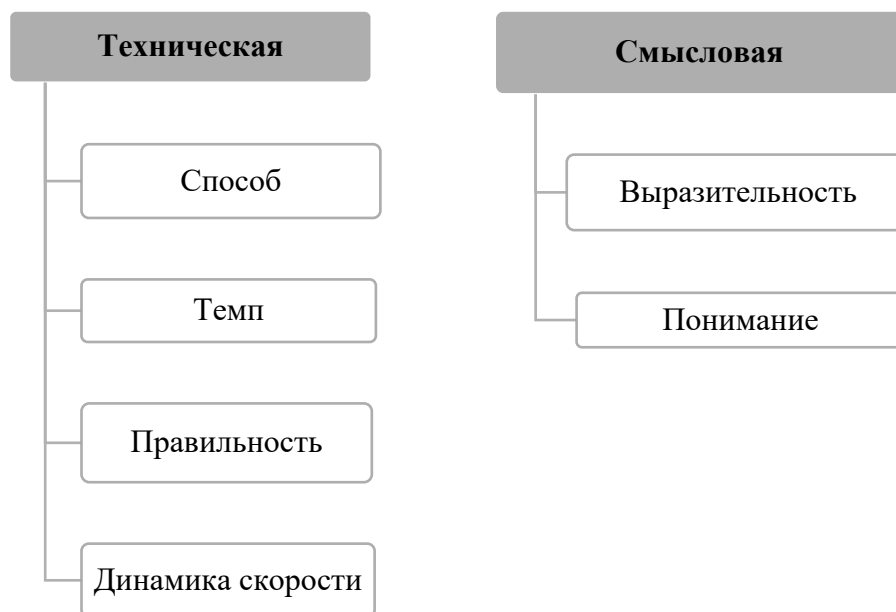 Техническая
Способ
Темп
Правильность
Динамика скорости
Смысловая
Выразительность
Понимание